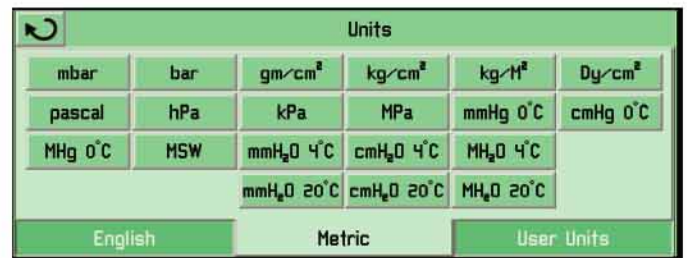 Units
mbar bar gm/cm² kg/cm² kg/M² Dy/cm²
pascal hPa kPa MPa mmHg 0°C cmHg 0°C
MHg 0°C MSW mmH₂O 4°C cmH₂O 4°C MH₂O 4°C
mmH₂O 20°C cmH₂O 20°C MH₂O 20°C
English Metric User Units